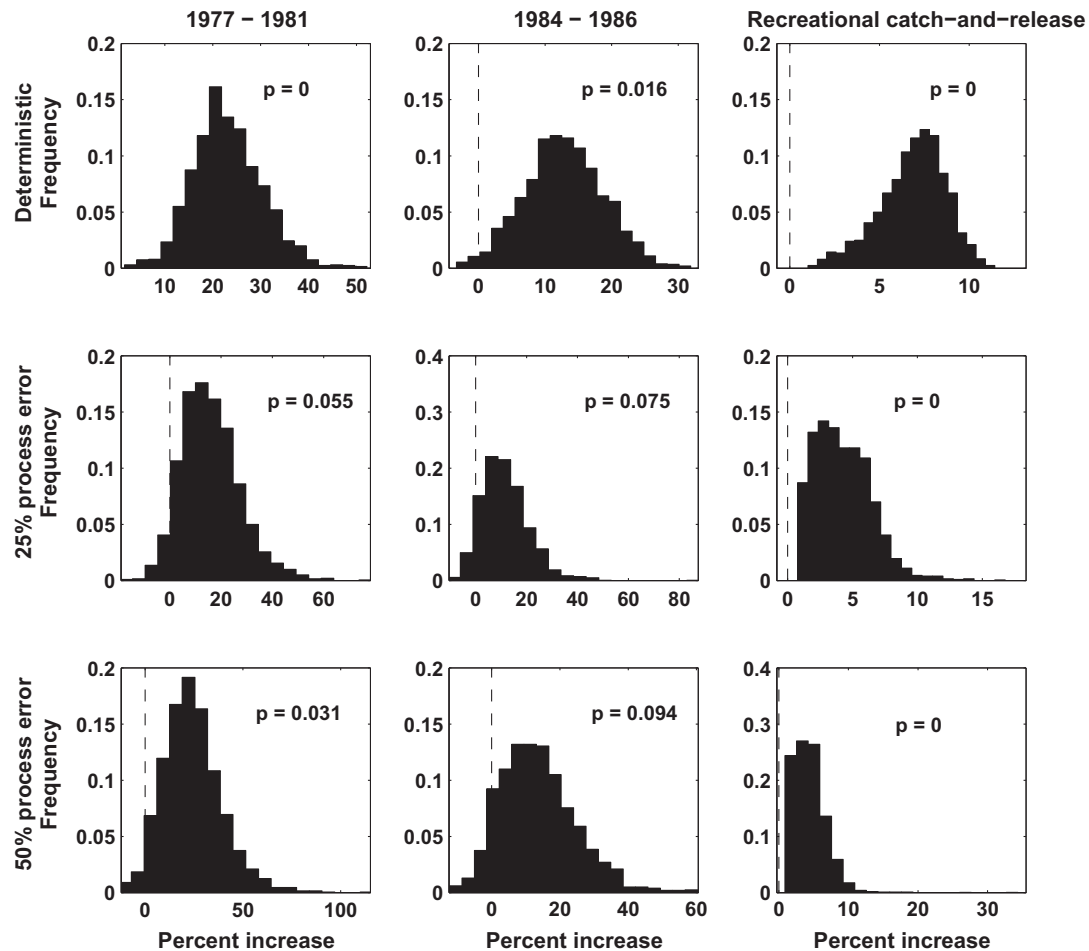 1977 − 1981
1984 − 1986
Recreational catch−and−release
Deterministic
Frequency
0.2
0.15
0.1
0.05
0
p = 0
10 20 30 40 50
0.2
0.15
0.1
0.05
0
p = 0.016
0 10 20 30
0.2
0.15
0.1
0.05
0
p = 0
0 5 10
25% process error
Frequency
0.2
0.15
0.1
0.05
0
p = 0.055
0 20 40 60
0.4
0.3
0.2
0.1
0
p = 0.075
0 20 40 60 80
0.2
0.15
0.1
0.05
0
p = 0
0 5 10 15
50% process error
Frequency
0.2
0.15
0.1
0.05
0
p = 0.031
0 50 100
Percent increase
0.2
0.15
0.1
0.05
0
p = 0.094
0 20 40 60
Percent increase
0.4
0.3
0.2
0.1
0
p = 0
0 10 20 30
Percent increase